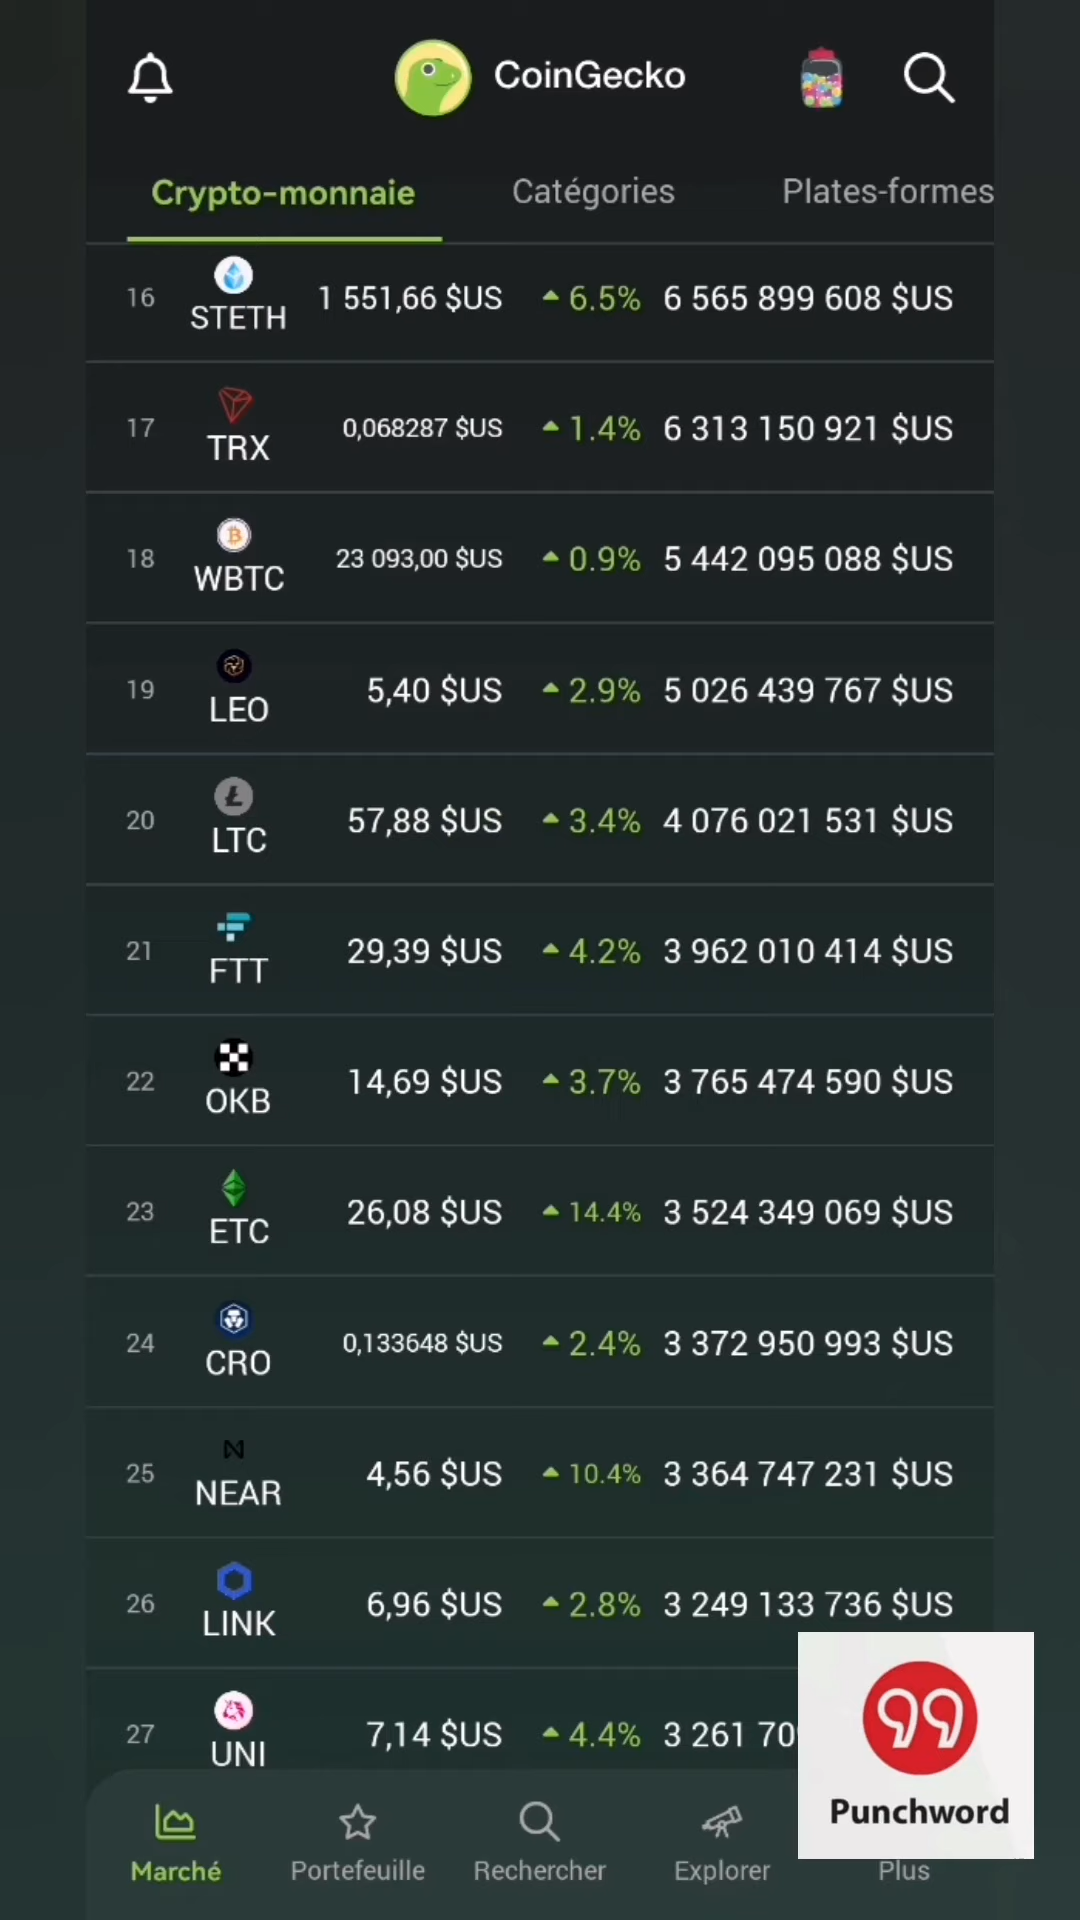 CoinGecko
Crypto-monnaie Catégories Plates-formes
16 STETH 1 551,66 $US 6.5% 6 565 899 608 $US
17 TRX 0,068287 $US 1.4% 6 313 150 921 $US
18 WBTC 23 093,00 $US 0.9% 5 442 095 088 $US
19 LEO 5,40 $US 2.9% 5 026 439 767 $US
20 LTC 57,88 $US 3.4% 4 076 021 531 $US
21 FTT 29,39 $US 4.2% 3 962 010 414 $US
22 OKB 14,69 $US 3.7% 3 765 474 590 $US
23 ETC 26,08 $US 14.4% 3 524 349 069 $US
24 CRO 0,133648 $US 2.4% 3 372 950 993 $US
25 NEAR 4,56 $US 10.4% 3 364 747 231 $US
26 LINK 6,96 $US 2.8% 3 249 133 736 $US
27 UNI 7,14 $US 4.4% 3 261 70
Punchword
Marché Portefeuille Rechercher Explorer Plus